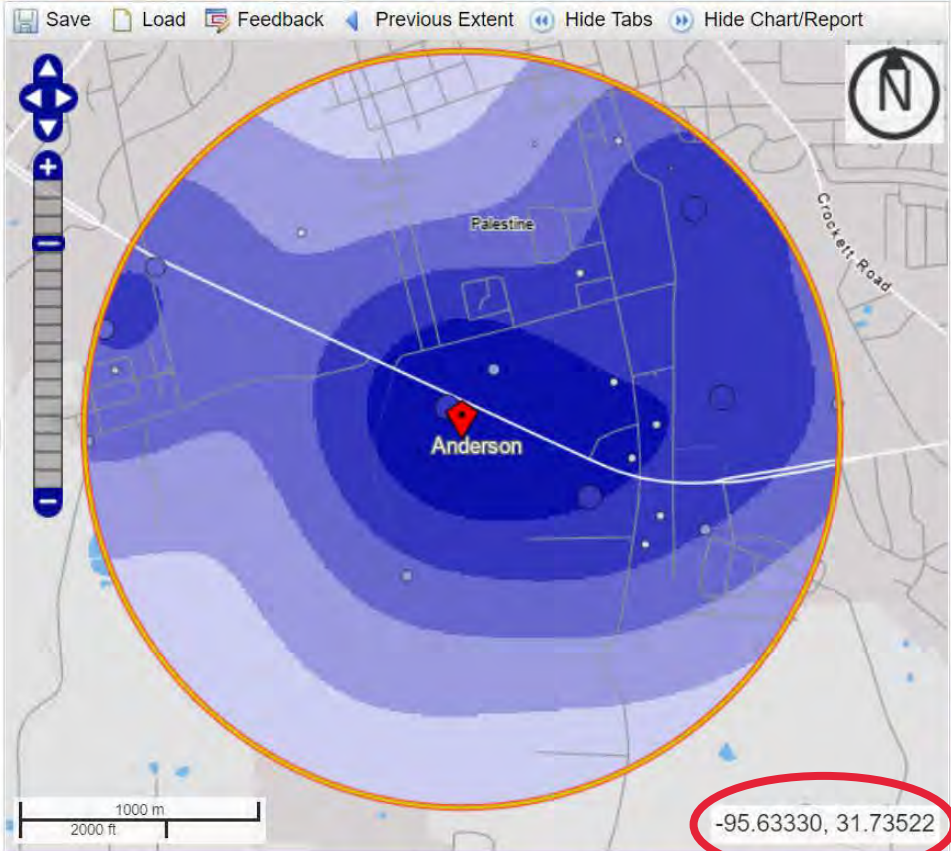 Save Load Feedback Previous Extent Hide Tabs Hide Chart/Report
N
Crockett Road
Palestine
Anderson
1000 m
2000 ft
-95.63330, 31.73522